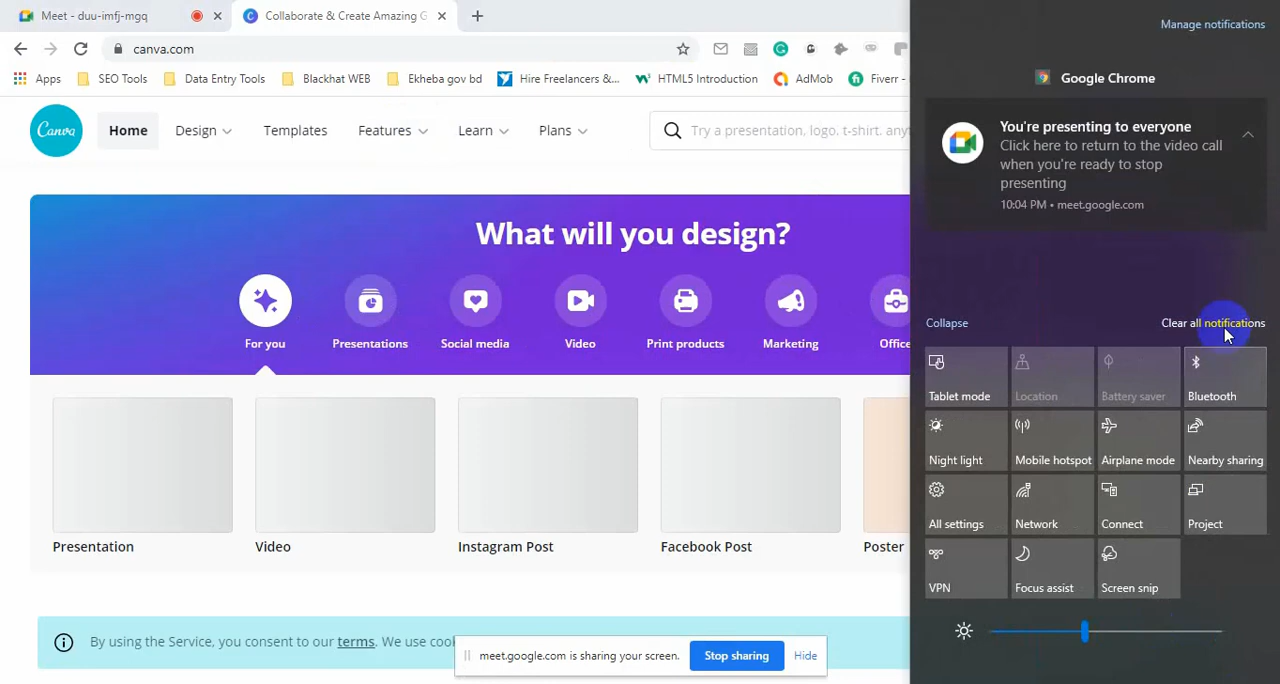 Meet - duu-imfj-mgq
Collaborate & Create Amazing G
canva.com
Apps
SEO Tools
Data Entry Tools
Blackhat WEB
Ekheba gov bd
Hire Freelancers &...
HTML5 Introduction
AdMob
Fiverr -
Canva
Home
Design
Templates
Features
Learn
Plans
Try a presentation, logo, t-shirt, anyt
What will you design?
For you
Presentations
Social media
Video
Print products
Marketing
Office
Presentation
Video
Instagram Post
Facebook Post
Poster
By using the Service, you consent to our terms. We use cook
meet.google.com is sharing your screen.
Stop sharing
Hide
Manage notifications
Google Chrome
You're presenting to everyone
Click here to return to the video call
when you're ready to stop
presenting
10:04 PM • meet.google.com
Collapse
Clear all notifications
Tablet mode
Location
Battery saver
Bluetooth
Night light
Mobile hotspot
Airplane mode
Nearby sharing
All settings
Network
Connect
Project
VPN
Focus assist
Screen snip